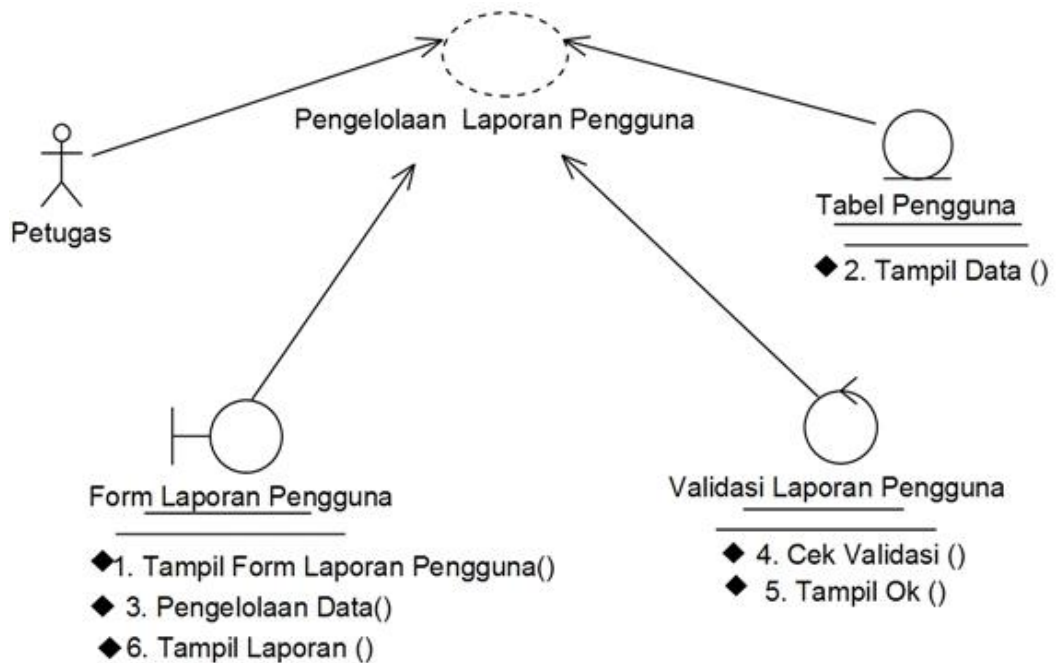 Pengelolaan Laporan Pengguna
Petugas
Tabel Pengguna
2. Tampil Data ()
Form Laporan Pengguna
1. Tampil Form Laporan Pengguna()
3. Pengelolaan Data()
6. Tampil Laporan ()
Validasi Laporan Pengguna
4. Cek Validasi ()
5. Tampil Ok ()